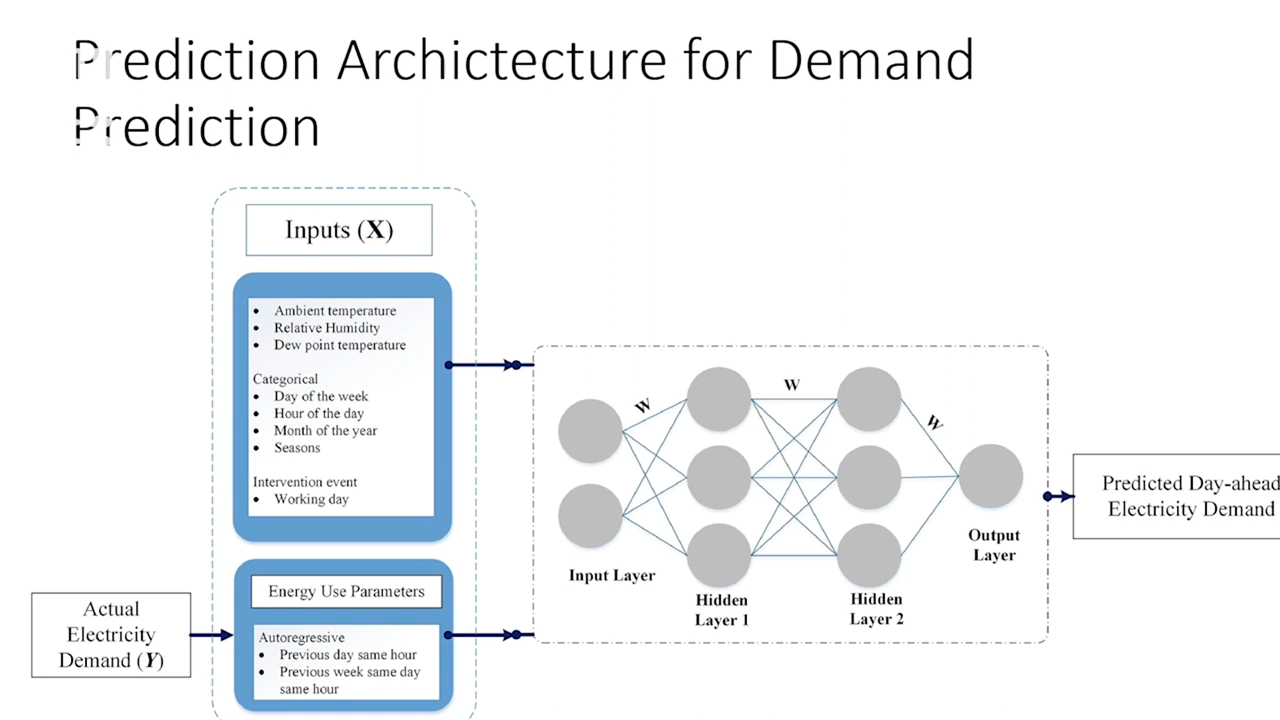 Prediction Archictecture for Demand
Prediction
Inputs (X)
• Ambient temperature
• Relative Humidity
• Dew point temperature
Categorical
• Day of the week
• Hour of the day
• Month of the year
• Seasons
Intervention event
• Working day
Energy Use Parameters
Autoregressive
• Previous day same hour
• Previous week same day
same hour
Actual
Electricity
Demand (Y)
W
W
W
Input Layer
Hidden
Layer 1
Hidden
Layer 2
Output
Layer
Predicted Day-ahead
Electricity Demand